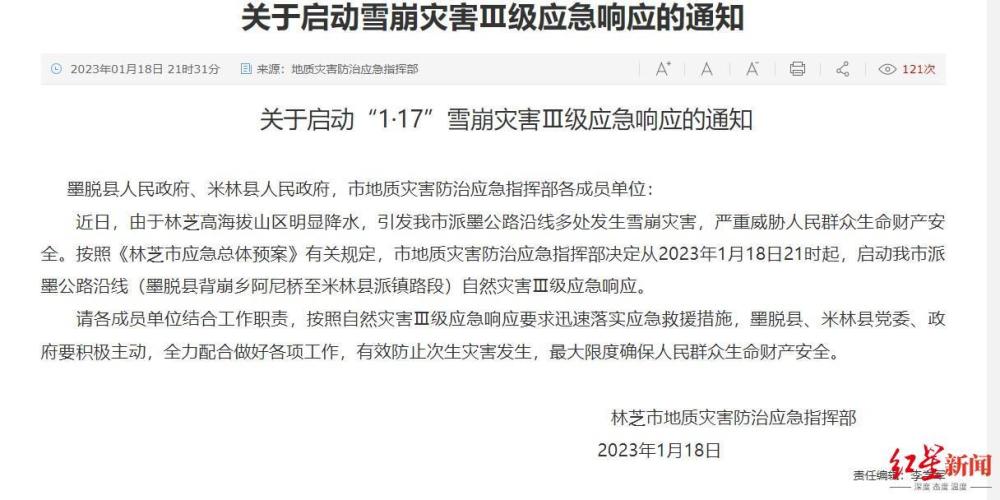 关于启动雪崩灾害Ⅲ级应急响应的通知
2023年01月18日 21时31分 来源：地质灾害防治应急指挥部 A+ A A- 121次
关于启动“1·17”雪崩灾害Ⅲ级应急响应的通知
墨脱县人民政府、米林县人民政府，市地质灾害防治应急指挥部各成员单位：
近日，由于林芝高海拔山区明显降水，引发我市派墨公路沿线多处发生雪崩灾害，严重威胁人民群众生命财产安
全。按照《林芝市应急总体预案》有关规定，市地质灾害防治应急指挥部决定从2023年1月18日21时起，启动我市派
墨公路沿线（墨脱县背崩乡阿尼桥至米林县派镇路段）自然灾害Ⅲ级应急响应。
请各成员单位结合工作职责，按照自然灾害Ⅲ级应急响应要求迅速落实应急救援措施，墨脱县、米林县党委、政
府要积极主动，全力配合做好各项工作，有效防止次生灾害发生，最大限度确保人民群众生命财产安全。
林芝市地质灾害防治应急指挥部
2023年1月18日
责任编辑：李
红星新闻
深度 态度 温度